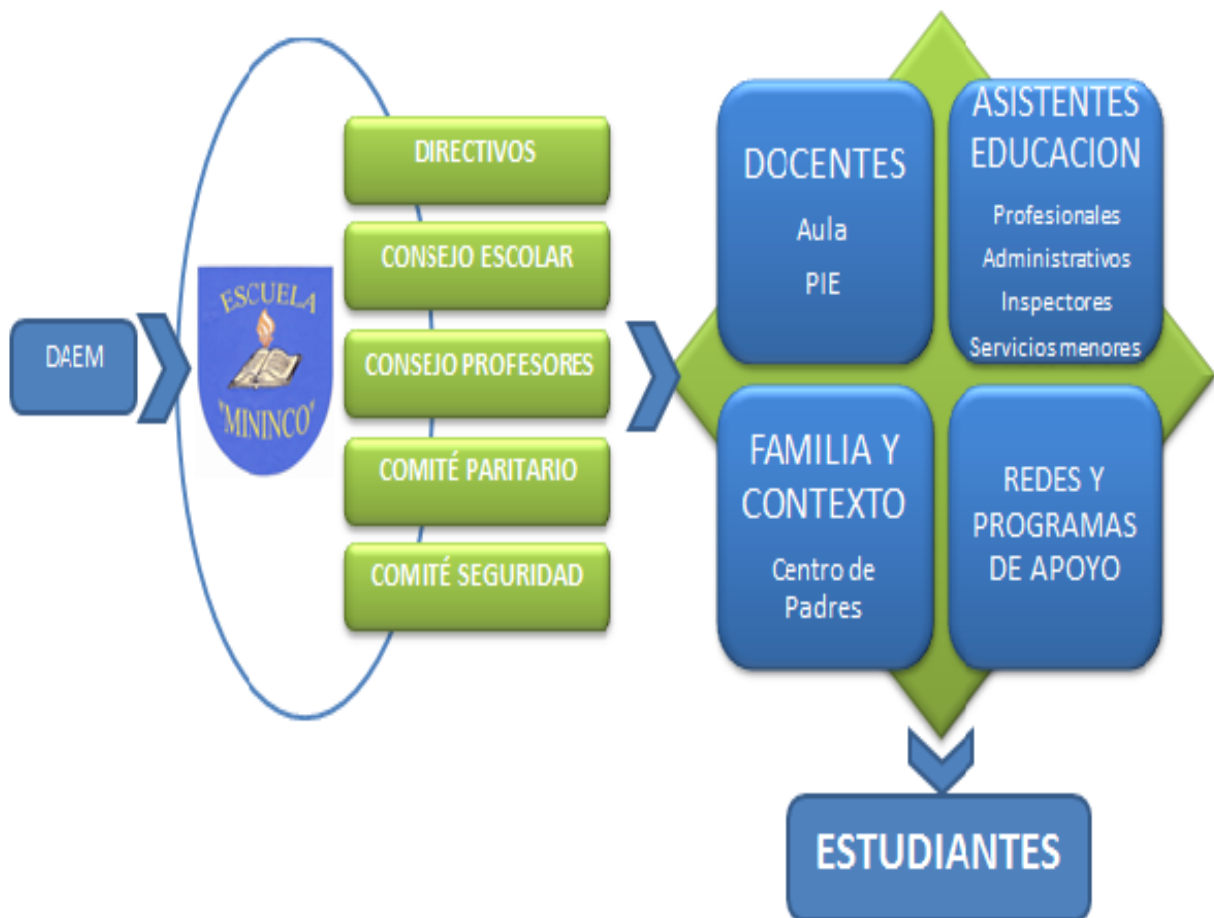 DAEM
ESCUELA
"MININCO"
DIRECTIVOS
CONSEJO ESCOLAR
CONSEJO PROFESORES
COMITÉ PARITARIO
COMITÉ SEGURIDAD
DOCENTES
Aula
PIE
ASISTENTES
EDUCACION
Profesionales
Administrativos
Inspectores
Servicios menores
FAMILIA Y
CONTEXTO
Centro de
Padres
REDES Y
PROGRAMAS
DE APOYO
ESTUDIANTES